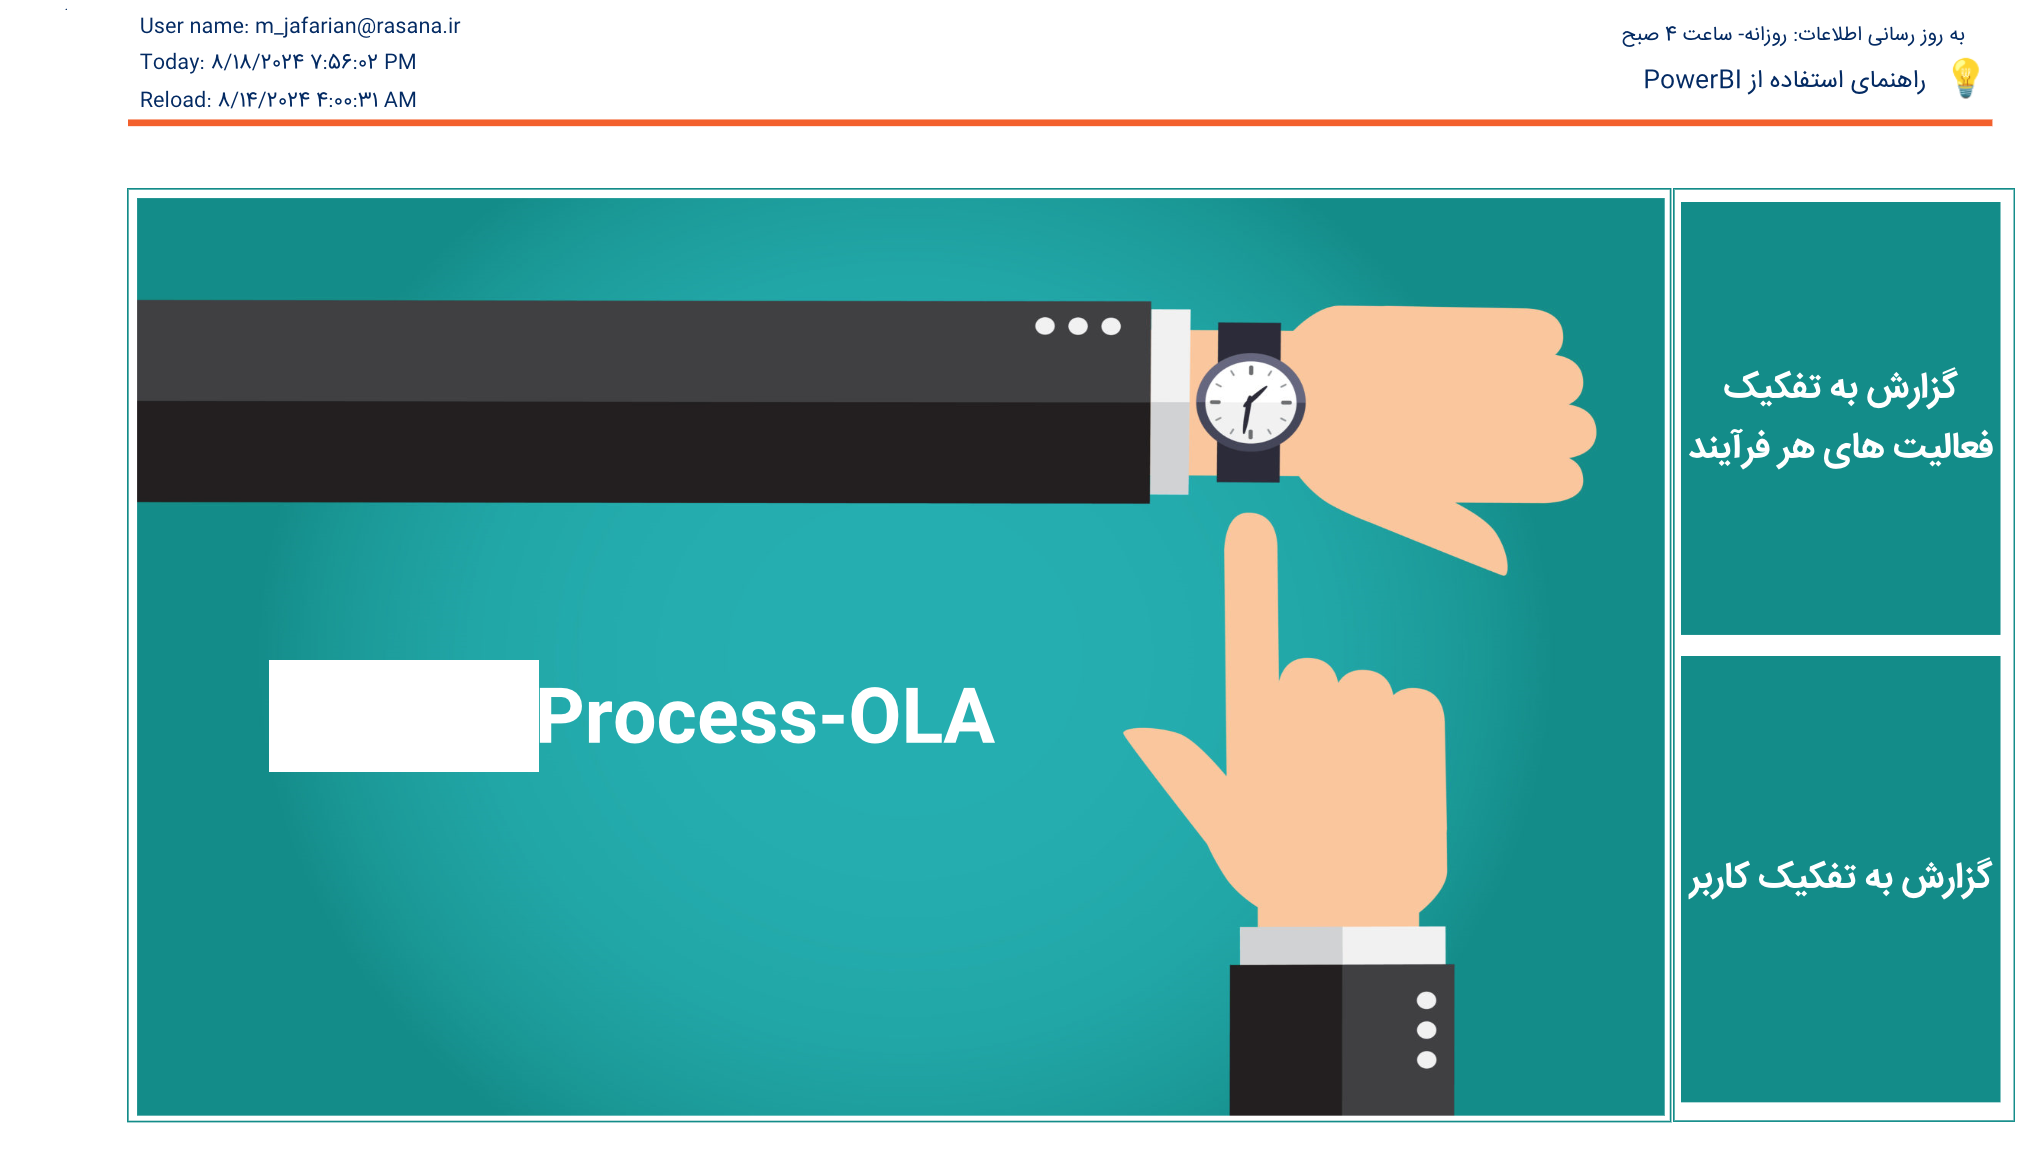 User name: m_jafarian@rasana.ir
Today: ۸/۱۸/۲۰۲۴ ۷:۵۶:۰۲ PM
Reload: ۸/۱۴/۲۰۲۴ ۴:۰۰:۳۱ AM
به روز رسانی اطلاعات: روزانه- ساعت ۴ صبح
راهنمای استفاده از PowerBI
Process-OLA
گزارش به تفکیک
فعالیت های هر فرآیند
گزارش به تفکیک کاربر